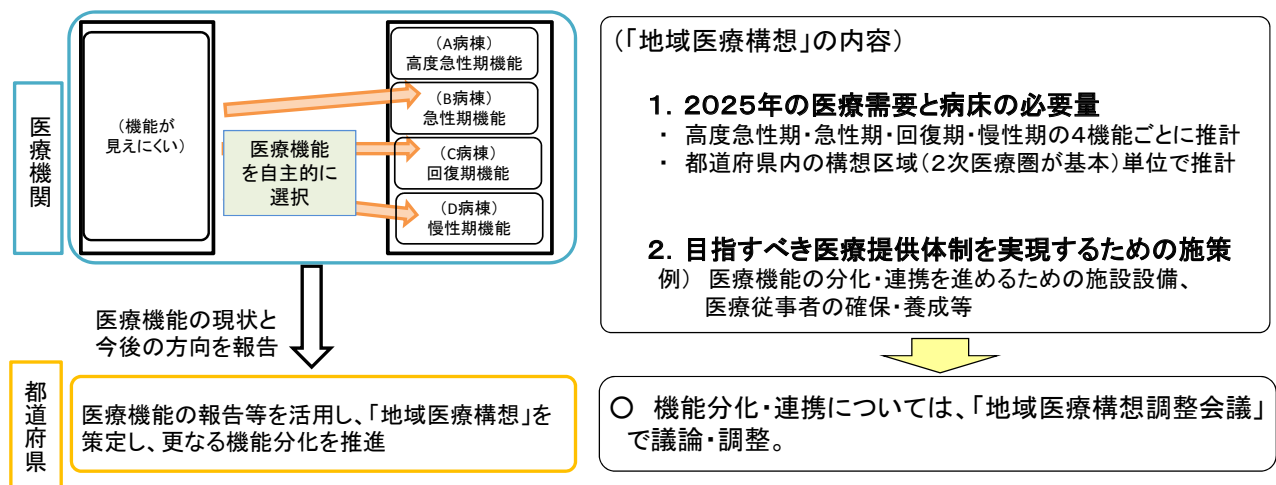 医療機関
(機能が
見えにくい)
医療機能
を自主的に
選択
(A病棟)
高度急性期機能
(B病棟)
急性期機能
(C病棟)
回復期機能
(D病棟)
慢性期機能
医療機能の現状と
今後の方向を報告
都道府県
医療機能の報告等を活用し、「地域医療構想」を
策定し、更なる機能分化を推進
(「地域医療構想」の内容)
1.2025年の医療需要と病床の必要量
・ 高度急性期・急性期・回復期・慢性期の4機能ごとに推計
・ 都道府県内の構想区域(2次医療圏が基本)単位で推計
2.目指すべき医療提供体制を実現するための施策
例) 医療機能の分化・連携を進めるための施設設備、
医療従事者の確保・養成等
○ 機能分化・連携については、「地域医療構想調整会議」
で議論・調整。